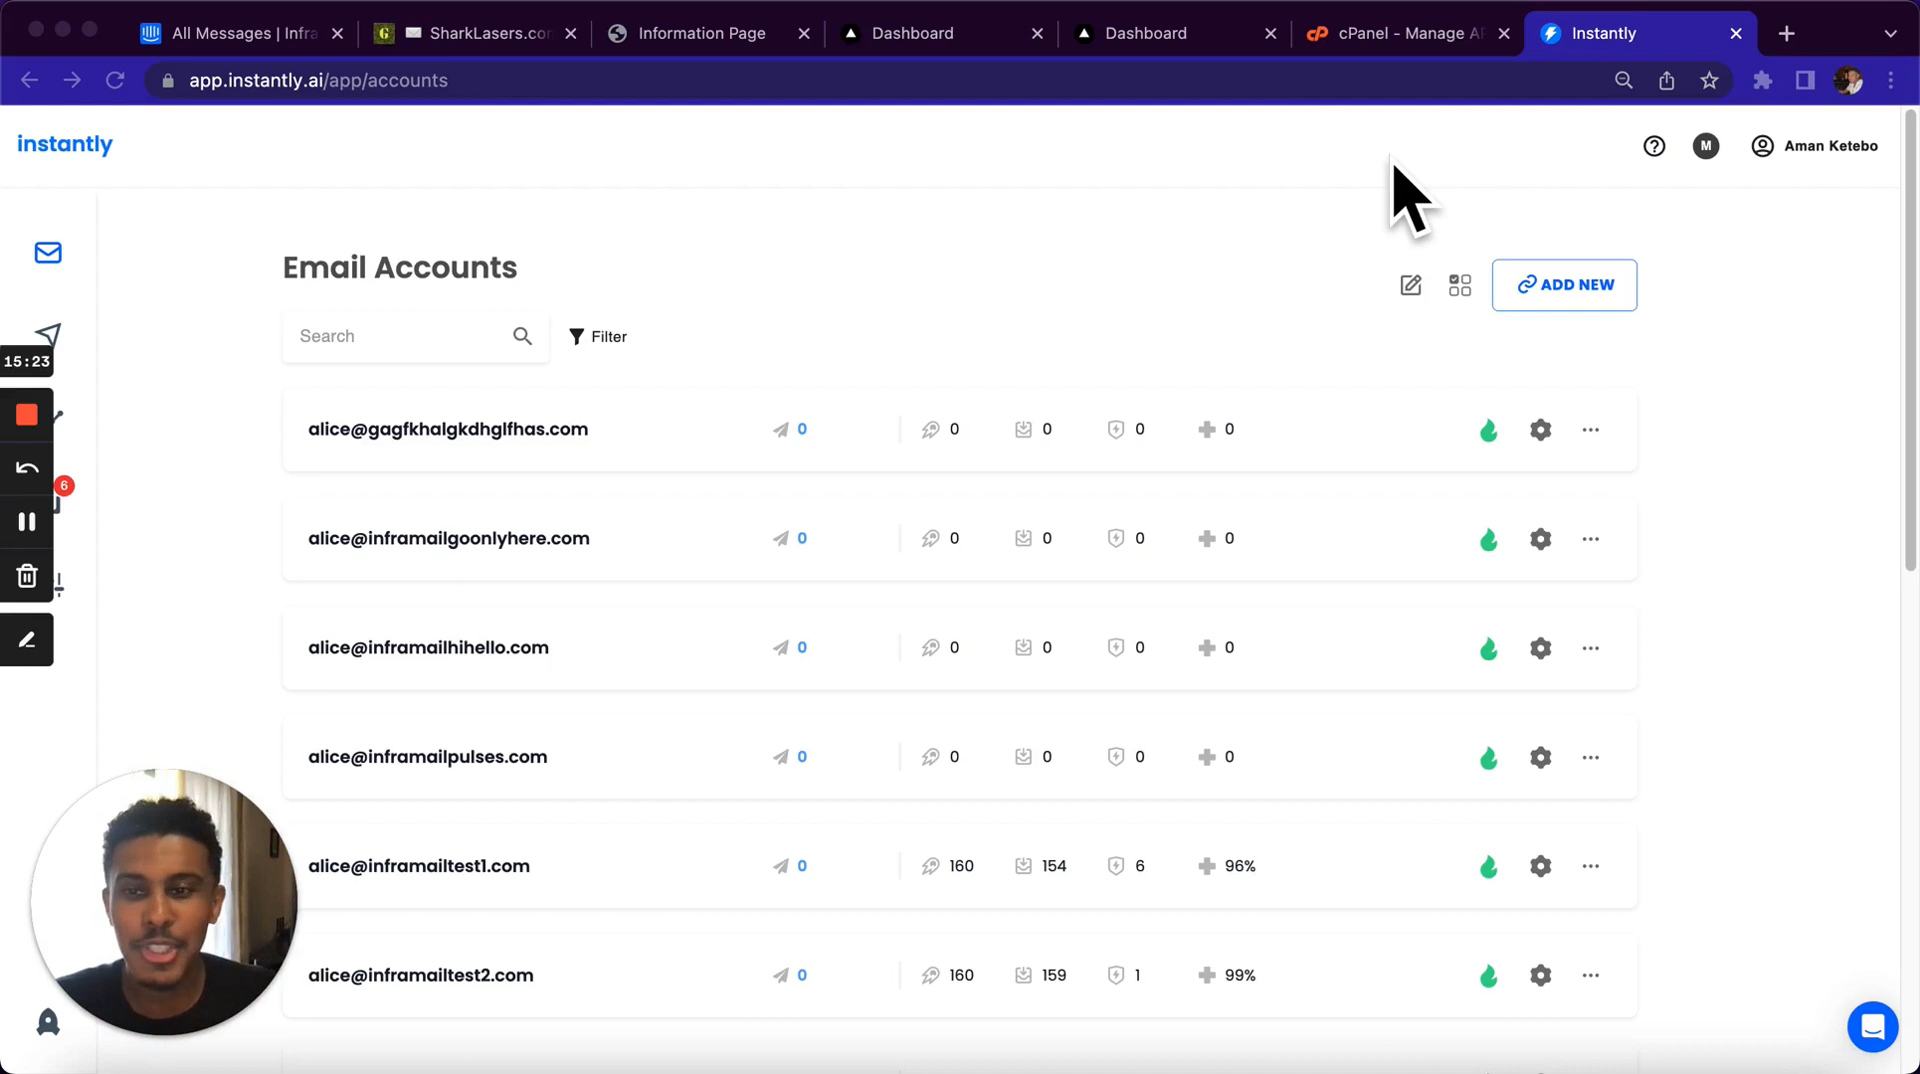 All Messages | Infra
SharkLasers.com
Information Page
Dashboard
Dashboard
cPanel - Manage AP
Instantly
app.instantly.ai/app/accounts
instantly
M
Aman Ketebo
Email Accounts
ADD NEW
Search
Filter
15:23
6
alice@gagfkhalgkdhglfhas.com 0 0 0 0 0
alice@inframailgoonlyhere.com 0 0 0 0 0
alice@inframailhihello.com 0 0 0 0 0
alice@inframailpulses.com 0 0 0 0 0
alice@inframailtest1.com 0 160 154 6 96%
alice@inframailtest2.com 0 160 159 1 99%